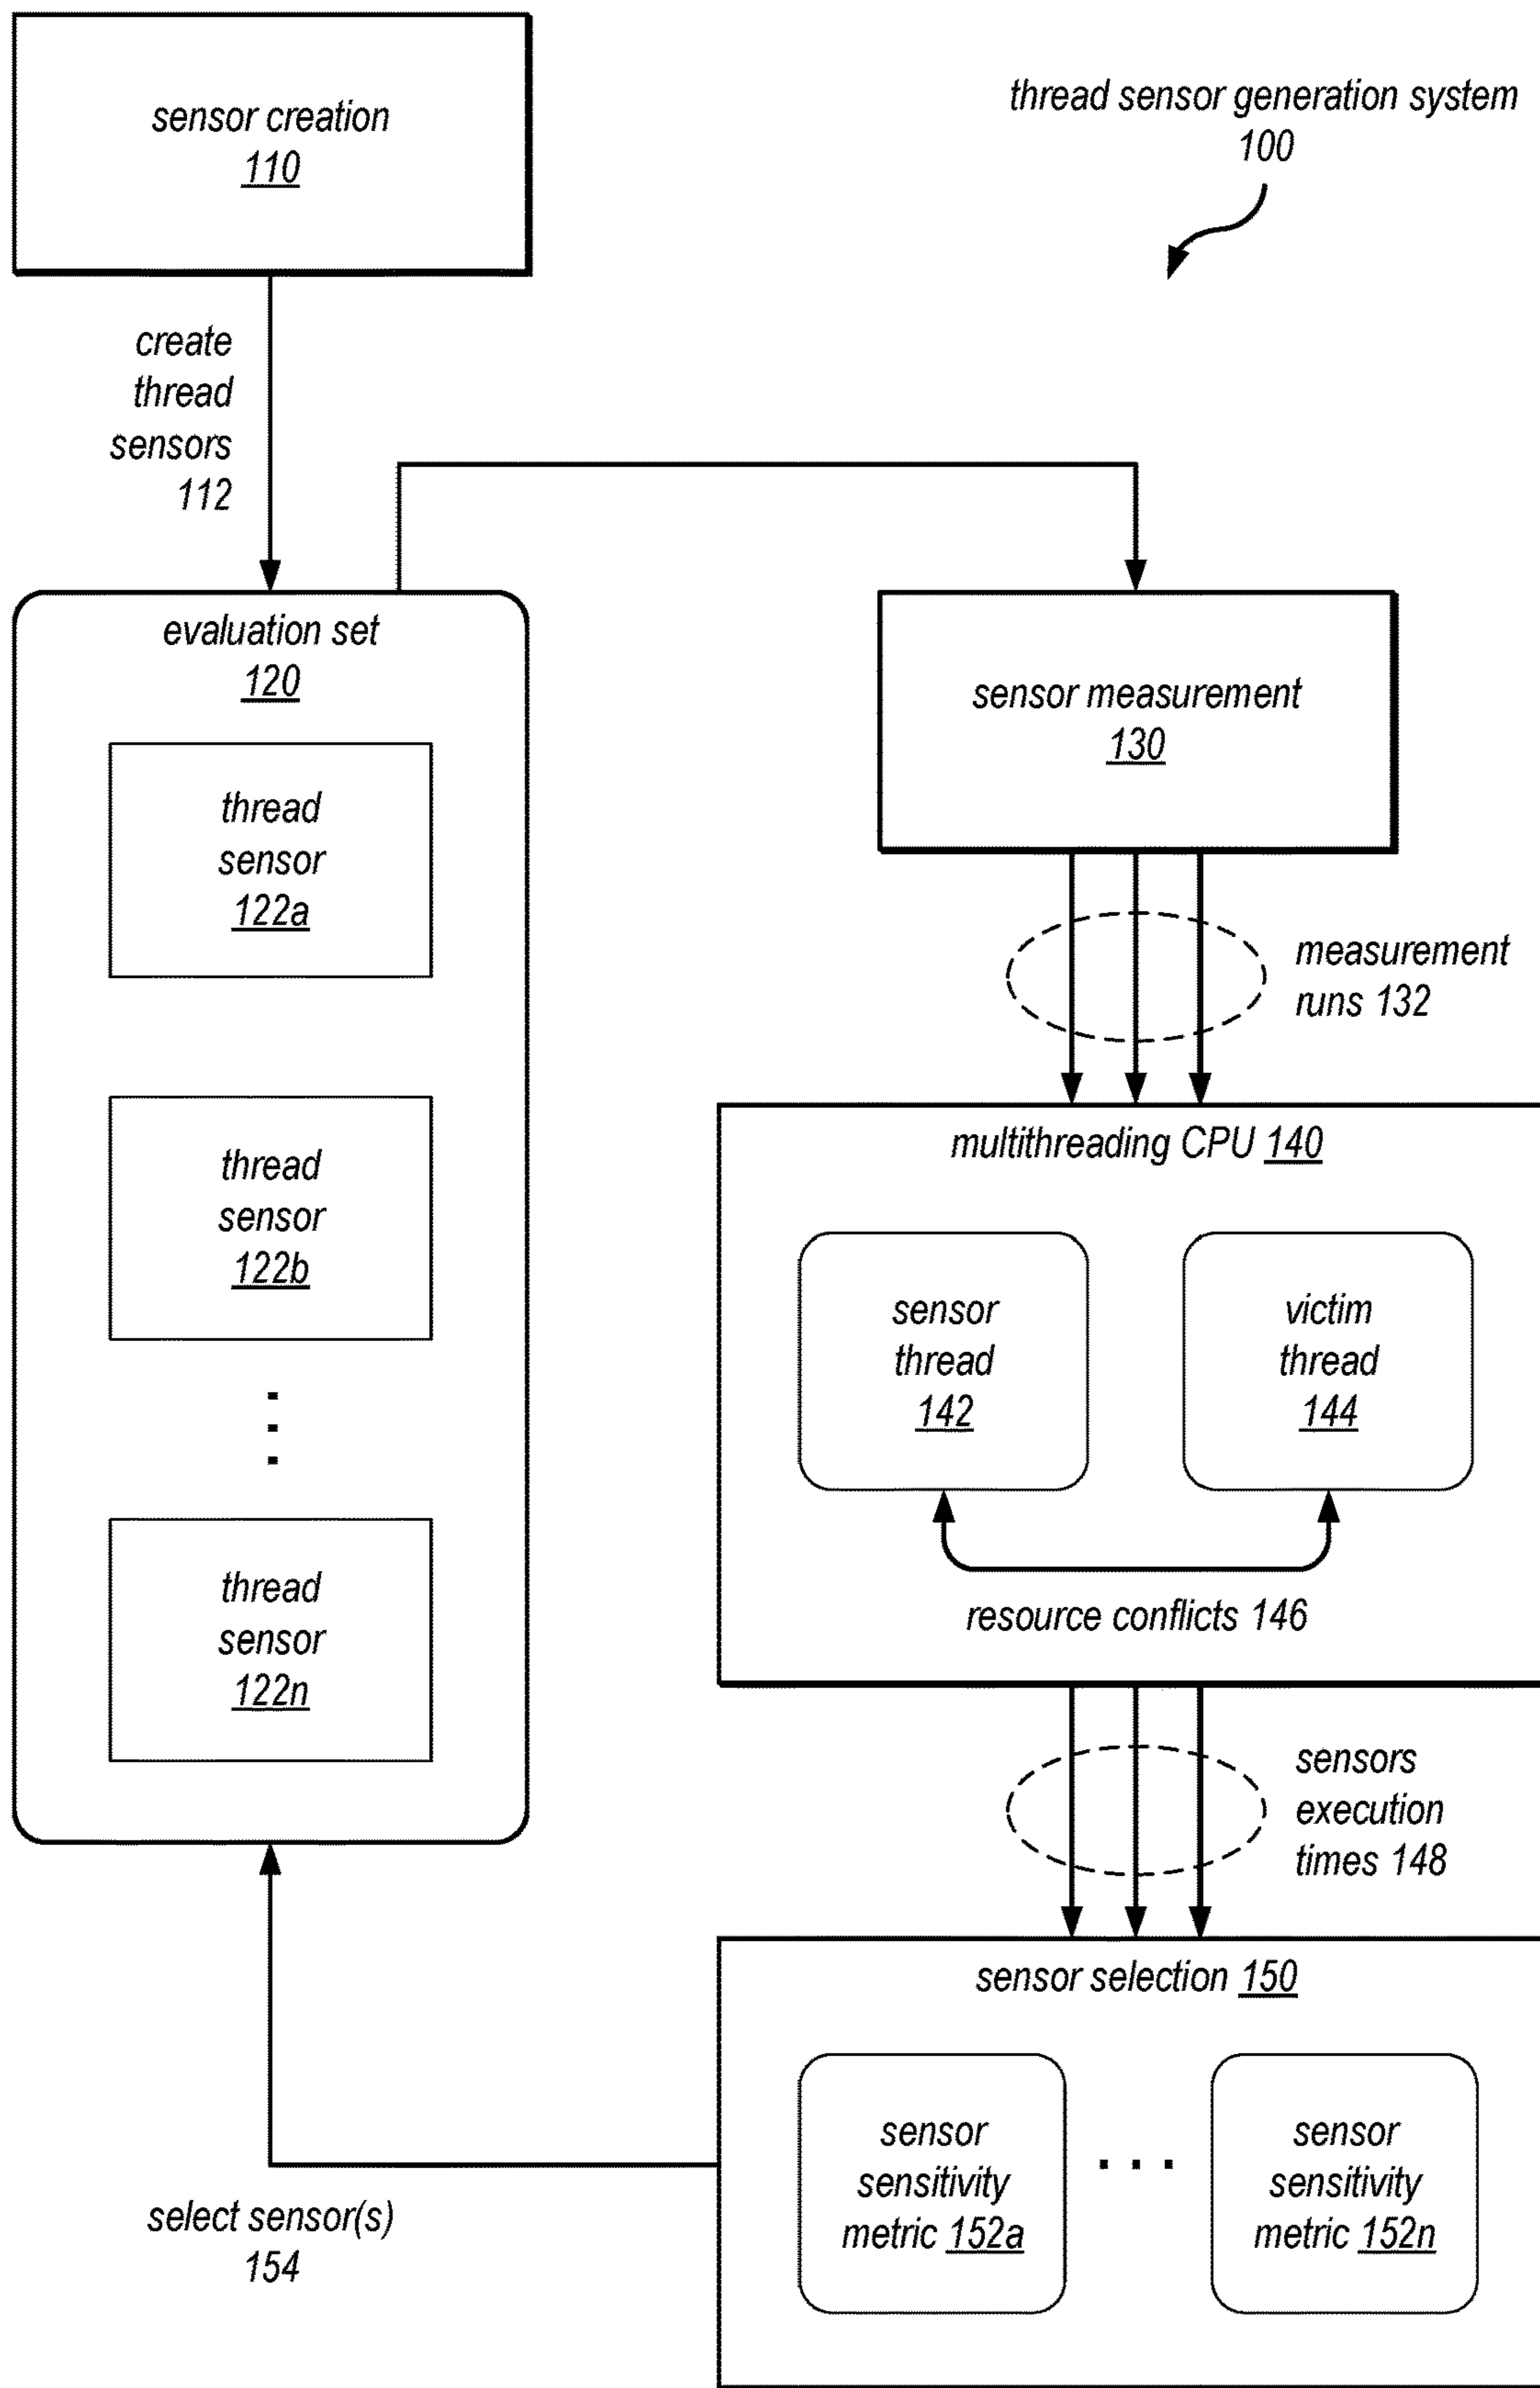 sensor creation
110
thread sensor generation system
100
create
thread
sensors
112
evaluation set
120
thread
sensor
122a
thread
sensor
122b
thread
sensor
122n
sensor measurement
130
measurement
runs 132
multithreading CPU 140
sensor
thread
142
victim
thread
144
resource conflicts 146
sensors
execution
times 148
sensor selection 150
sensor
sensitivity
metric 152a
sensor
sensitivity
metric 152n
select sensor(s)
154